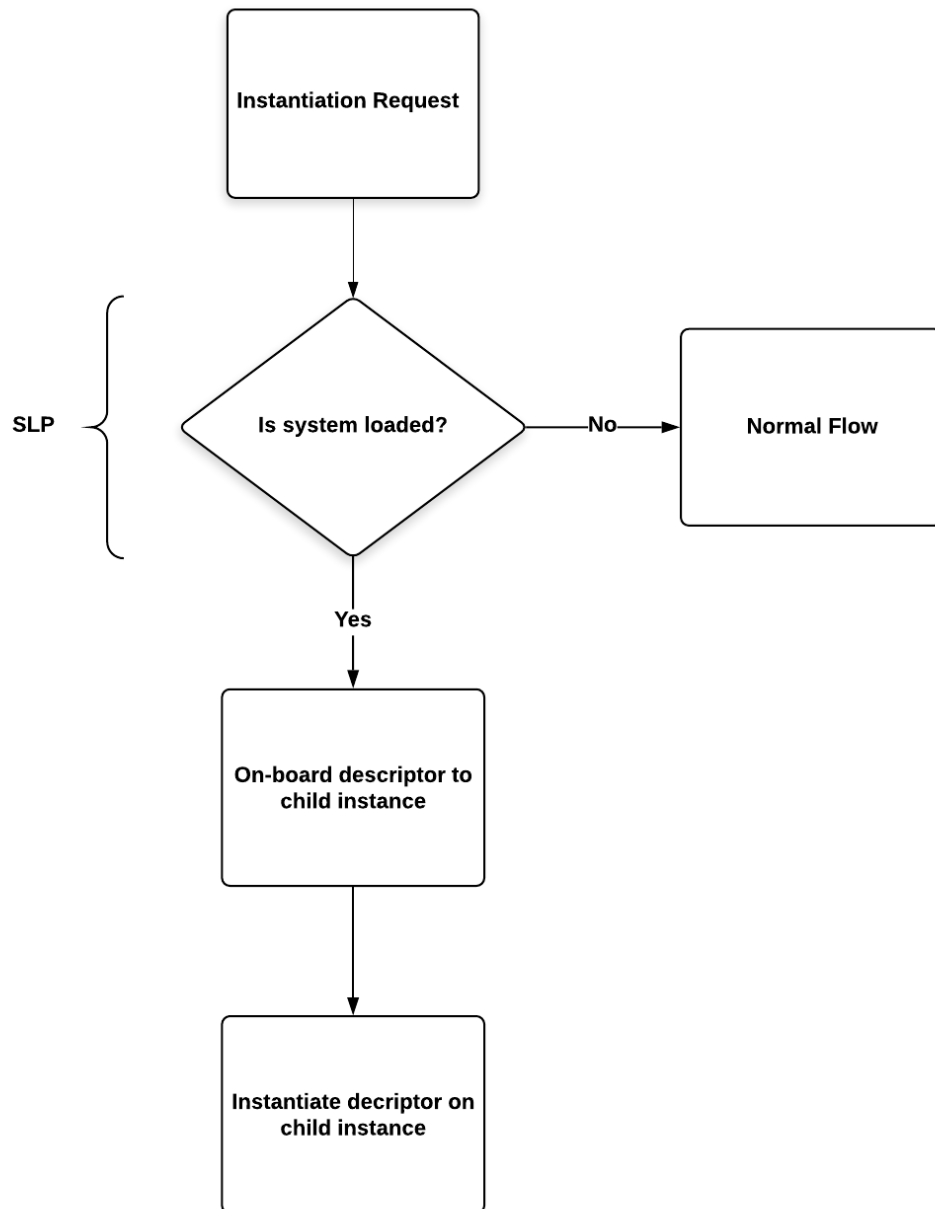 Instantiation Request
SLP
Is system loaded?
No
Normal Flow
Yes
On-board descriptor to
child instance
Instantiate decriptor on
child instance